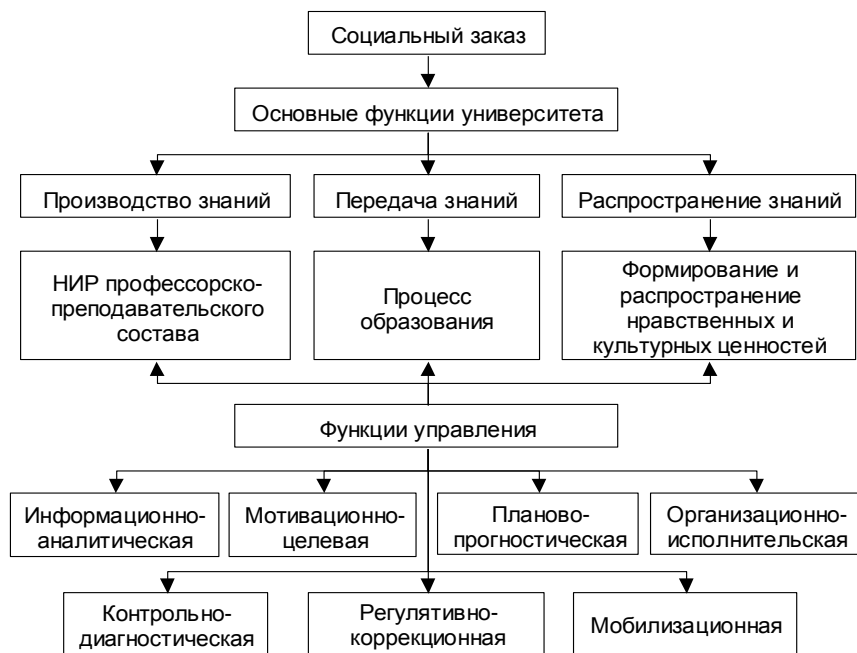 Социальный заказ
Основные функции университета
Производство знаний
Передача знаний
Распространение знаний
НИР профессорско-
преподавательского
состава
Процесс
образования
Формирование и
распространение
нравственных и
культурных ценностей
Функции управления
Информационно-
аналитическая
Мотивационно-
целевая
Планово-
прогностическая
Организационно-
исполнительская
Контрольно-
диагностическая
Регулятивно-
коррекционная
Мобилизационная